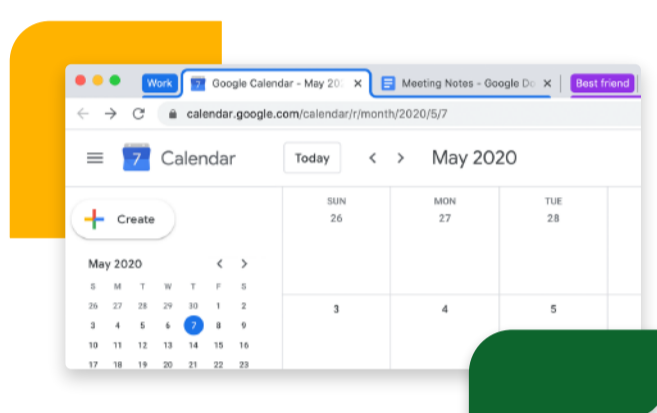 Work 7 Google Calendar - May 20 Meeting Notes - Google Do Best friend
calendar.google.com/calendar/r/month/2020/5/7
7 Calendar Today May 2020
SUN MON TUE
26 27 28
Create
May 2020
S M T W T F S
26 27 28 29 30 1 2
3 4 5 6 7 8 9
3 4 5
10 11 12 13 14 15 16
17 18 19 20 21 22 23